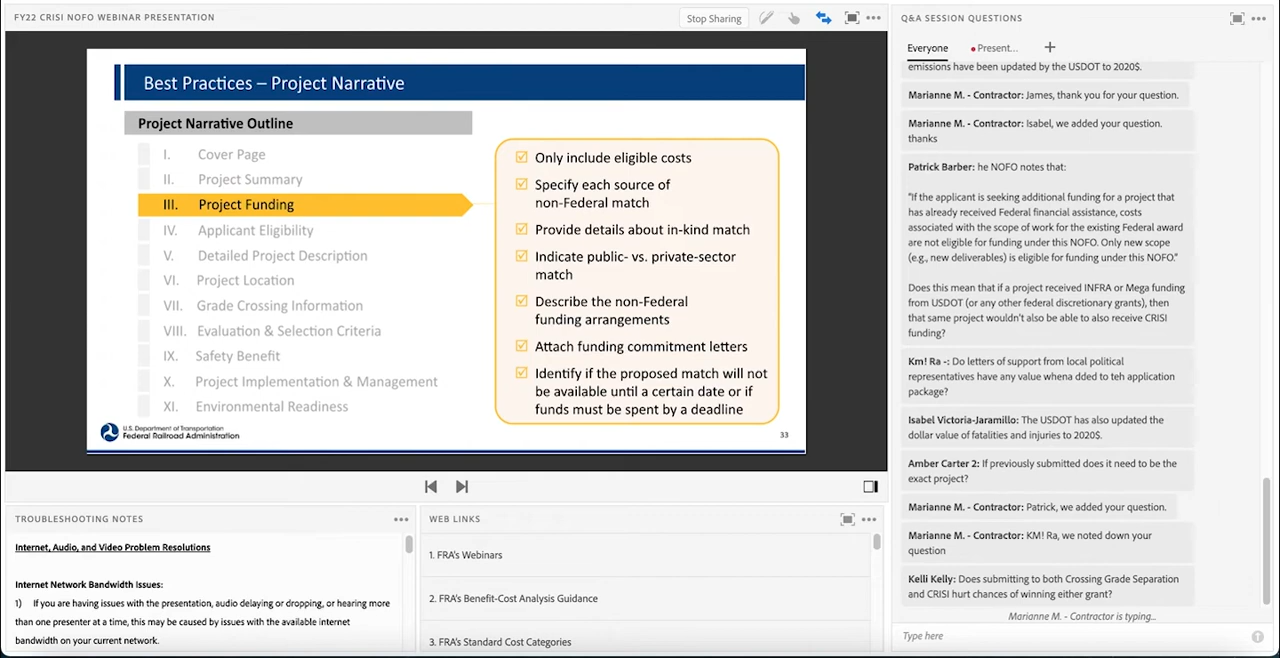 FY22 CRISI NOFO WEBINAR PRESENTATION
Stop Sharing
Best Practices – Project Narrative
Project Narrative Outline
I. Cover Page
II. Project Summary
III. Project Funding
IV. Applicant Eligibility
V. Detailed Project Description
VI. Project Location
VII. Grade Crossing Information
VIII. Evaluation & Selection Criteria
IX. Safety Benefit
X. Project Implementation & Management
XI. Environmental Readiness
Only include eligible costs
Specify each source of
non-Federal match
Provide details about in-kind match
Indicate public- vs. private-sector
match
Describe the non-Federal
funding arrangements
Attach funding commitment letters
Identify if the proposed match will not
be available until a certain date or if
funds must be spent by a deadline
U.S. Department of Transportation
Federal Railroad Administration
33
TROUBLESHOOTING NOTES
Internet, Audio, and Video Problem Resolutions
Internet Network Bandwidth Issues:
1) If you are having issues with the presentation, audio delaying or dropping, or hearing more
than one presenter at a time, this may be caused by issues with the available internet
bandwidth on your current network.
WEB LINKS
1. FRA's Webinars
2. FRA's Benefit-Cost Analysis Guidance
3. FRA's Standard Cost Categories
Q&A SESSION QUESTIONS
Everyone
Present...
emissions have been updated by the USDOT to 2020$.
Marianne M. - Contractor: James, thank you for your question.
Marianne M. - Contractor: Isabel, we added your question.
thanks
Patrick Barber: he NOFO notes that:
"If the applicant is seeking additional funding for a project that
has already received Federal financial assistance, costs
associated with the scope of work for the existing Federal award
are not eligible for funding under this NOFO. Only new scope
(e.g., new deliverables) is eligible for funding under this NOFO."
Does this mean that if a project received INFRA or Mega funding
from USDOT (or any other federal discretionary grants), then
that same project wouldn't also be able to also receive CRISI
funding?
Km! Ra -: Do letters of support from local political
representatives have any value whena dded to teh application
package?
Isabel Victoria-Jaramillo: The USDOT has also updated the
dollar value of fatalities and injuries to 2020$.
Amber Carter 2: If previously submitted does it need to be the
exact project?
Marianne M. - Contractor: Patrick, we added your question.
Marianne M. - Contractor: KM! Ra, we noted down your
question
Kelli Kelly: Does submitting to both Crossing Grade Separation
and CRISI hurt chances of winning either grant?
Marianne M. - Contractor is typing...
Type here